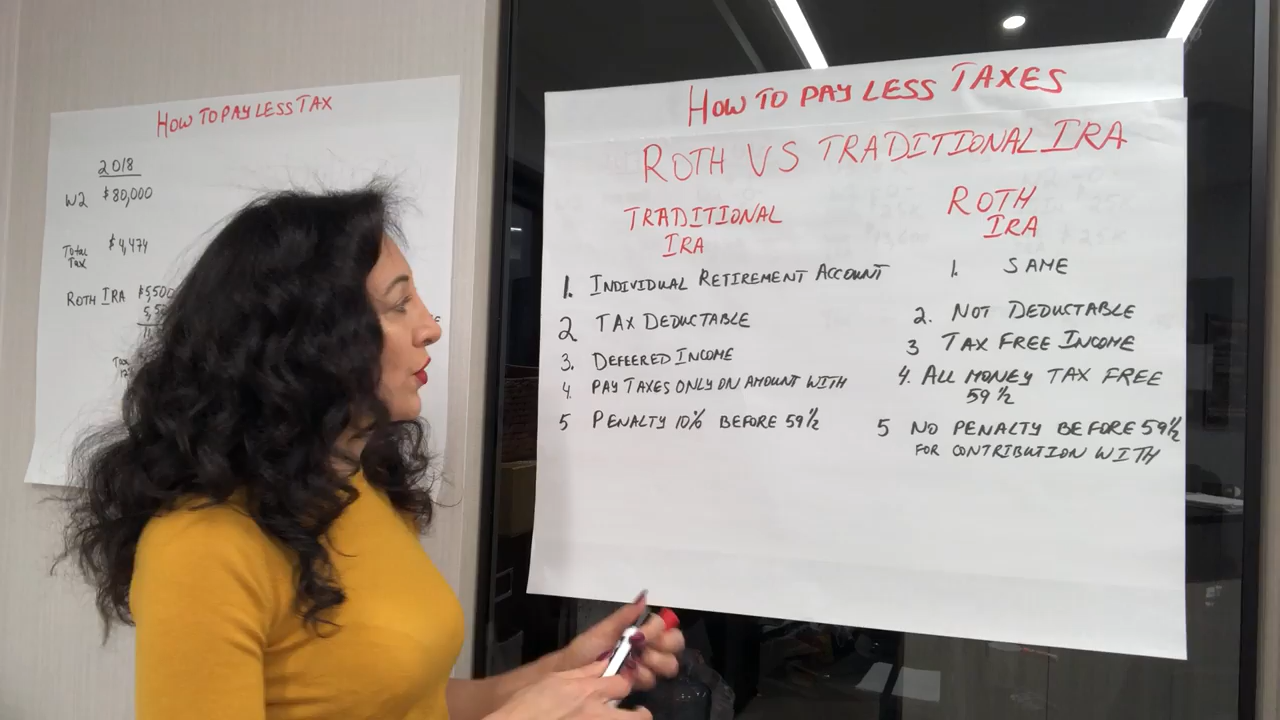 HOW TO PAY LESS TAX
2018
W2 $80,000
Total $4,474
Tax
ROTH IRA $5,500
HOW TO PAY LESS TAXES
ROTH VS TRADITIONAL IRA
TRADITIONAL
IRA
1. INDIVIDUAL RETIREMENT ACCOUNT
2 TAX DEDUCTABLE
3. DEFEERED INCOME
4. PAY TAXES ONLY ON AMOUNT WITH
5 PENALTY 10% BEFORE 59 1/2
ROTH
IRA
1. SAME
2. NOT DEDUCTABLE
3 TAX FREE INCOME
4. ALL MONEY TAX FREE
59 1/2
5 NO PENALTY BEFORE 59 1/2
FOR CONTRIBUTION WITH